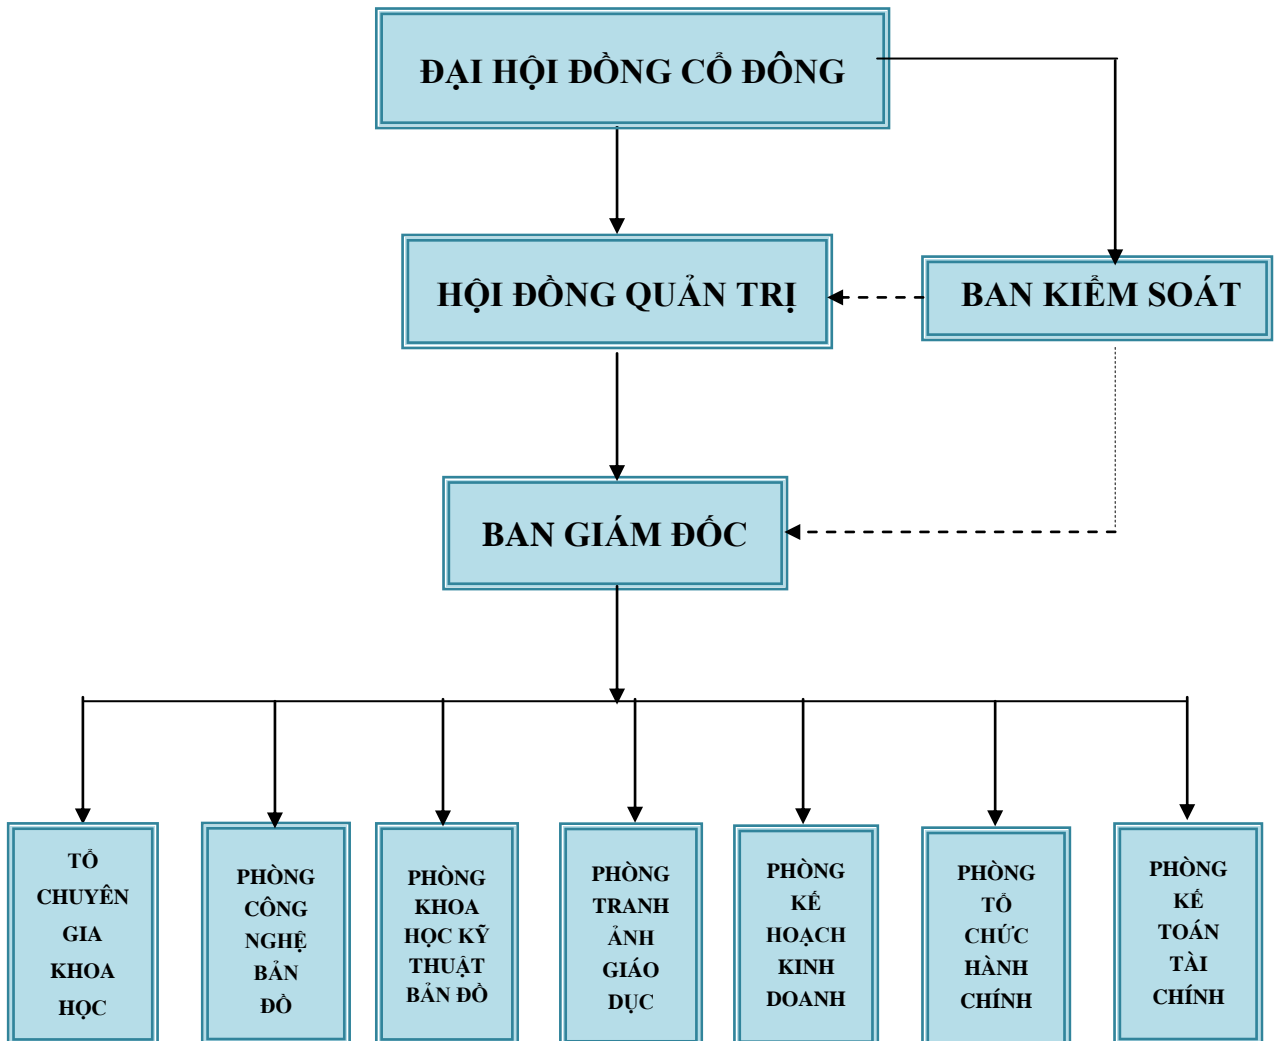 ĐẠI HỘI ĐỒNG CỔ ĐÔNG
HỘI ĐỒNG QUẢN TRỊ
BAN KIỂM SOÁT
BAN GIÁM ĐỐC
TỔ
CHUYÊN
GIA
KHOA
HỌC
PHÒNG
CÔNG
NGHỆ
BẢN
ĐỒ
PHÒNG
KHOA
HỌC KỸ
THUẬT
BẢN ĐỒ
PHÒNG
TRANH
ẢNH
GIÁO
DỤC
PHÒNG
KẾ
HOẠCH
KINH
DOANH
PHÒNG
TỔ
CHỨC
HÀNH
CHÍNH
PHÒNG
KẾ
TOÁN
TÀI
CHÍNH